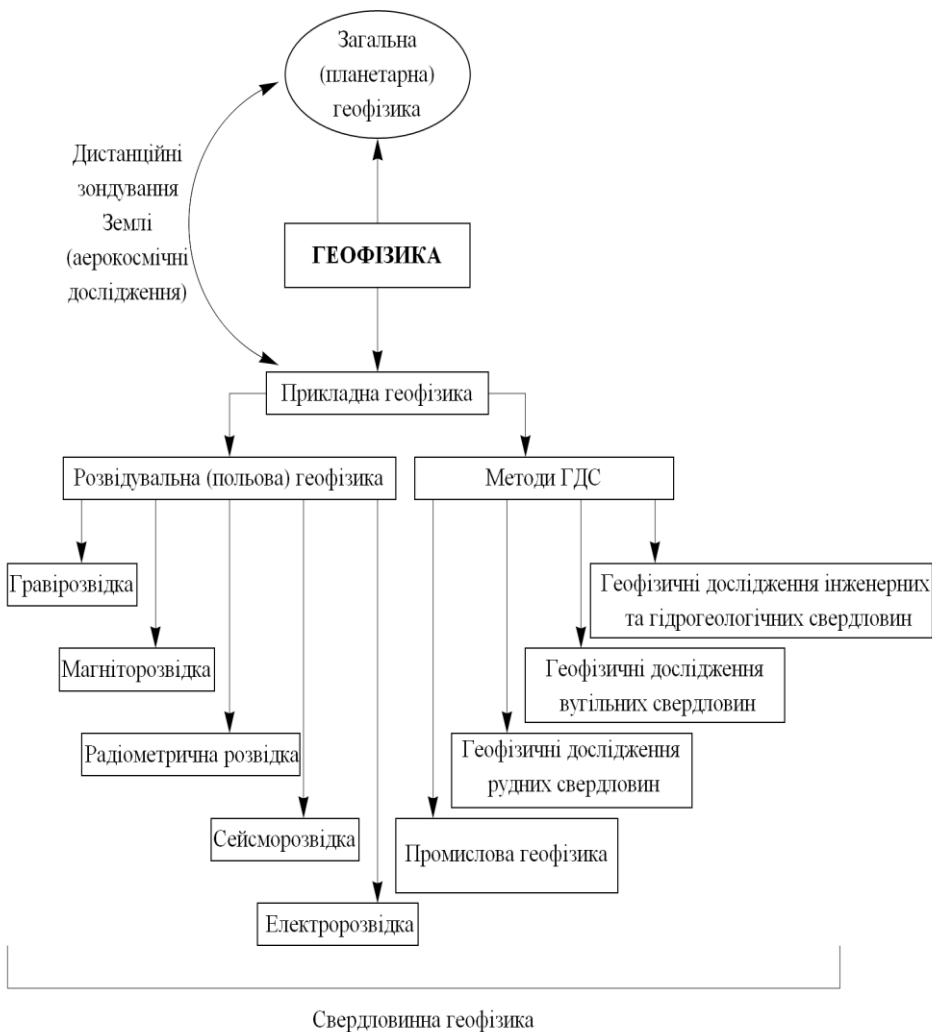 Загальна
(планетарна)
геофізика
Дистанційні
зондування
Землі
(аерокосмічні
дослідження)
ГЕОФІЗИКА
Прикладна геофізика
Розвідувальна (польова) геофізика
Методи ГДС
Гравірозвідка
Геофізичні дослідження інженерних
та гідрогеологічних свердловин
Магніторозвідка
Геофізичні дослідження
вугільних свердловин
Радіометрична розвідка
Геофізичні дослідження
рудних свердловин
Сейсморозвідка
Промислова геофізика
Електророзвідка
Свердловинна геофізика